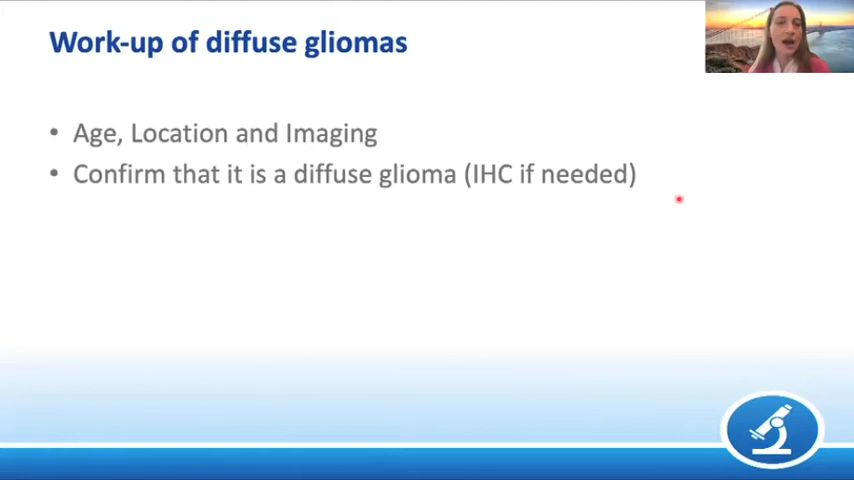 Work-up of diffuse gliomas
• Age, Location and Imaging
• Confirm that it is a diffuse glioma (IHC if needed)